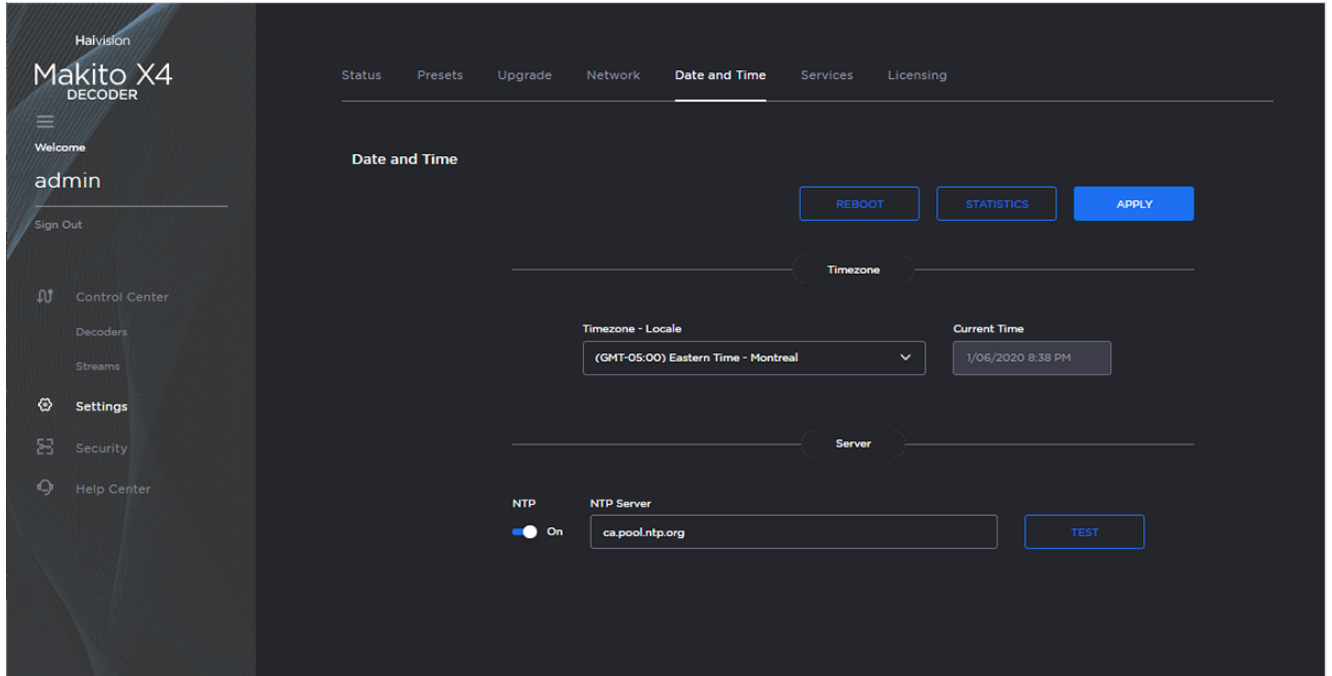 Haivision
Makito X4
DECODER
Welcome
admin
Sign Out
Control Center
Decoders
Streams
Settings
Security
Help Center
Status Presets Upgrade Network Date and Time Services Licensing
Date and Time
REBOOT STATISTICS APPLY
Timezone
Timezone - Locale Current Time
(GMT-05:00) Eastern Time - Montreal 1/06/2020 8:38 PM
Server
NTP NTP Server
On ca.pool.ntp.org TEST